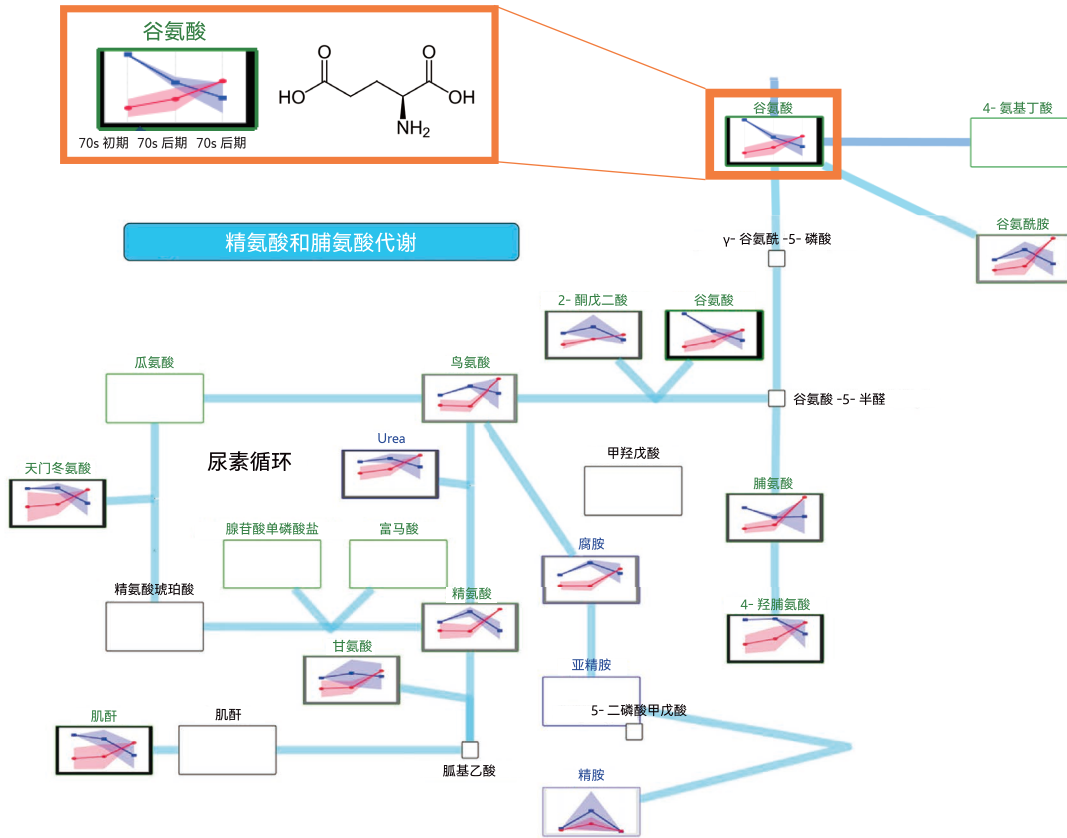 谷氨酸
O
O
HO
OH
NH2
70s 初期 70s 后期 70s 后期
谷氨酸
4- 氨基丁酸
谷氨酰胺
精氨酸和脯氨酸代谢
γ- 谷氨酰 -5- 磷酸
2- 酮戊二酸
谷氨酸
瓜氨酸
鸟氨酸
谷氨酸 -5- 半醛
Urea
尿素循环
甲羟戊酸
天门冬氨酸
脯氨酸
腺苷酸单磷酸盐
富马酸
腐胺
精氨酸琥珀酸
精氨酸
4- 羟脯氨酸
甘氨酸
亚精胺
5- 二磷酸甲戊酸
肌酐
肌酐
胍基乙酸
精胺